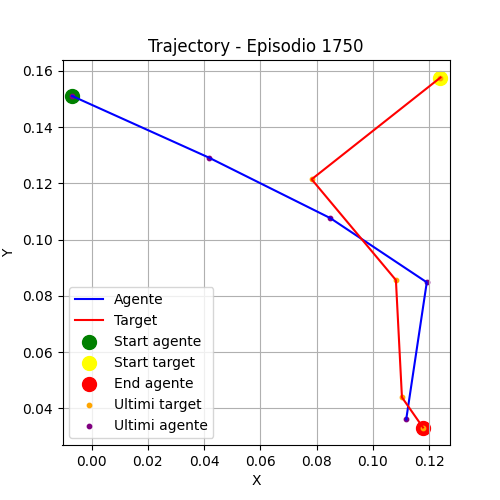 Trajectory - Episodio 1750
0.16
0.14
0.12
0.10
0.08
0.06
0.04
Y
Agente
Target
Start agente
Start target
End agente
Ultimi target
Ultimi agente
0.00 0.02 0.04 0.06 0.08 0.10 0.12
X